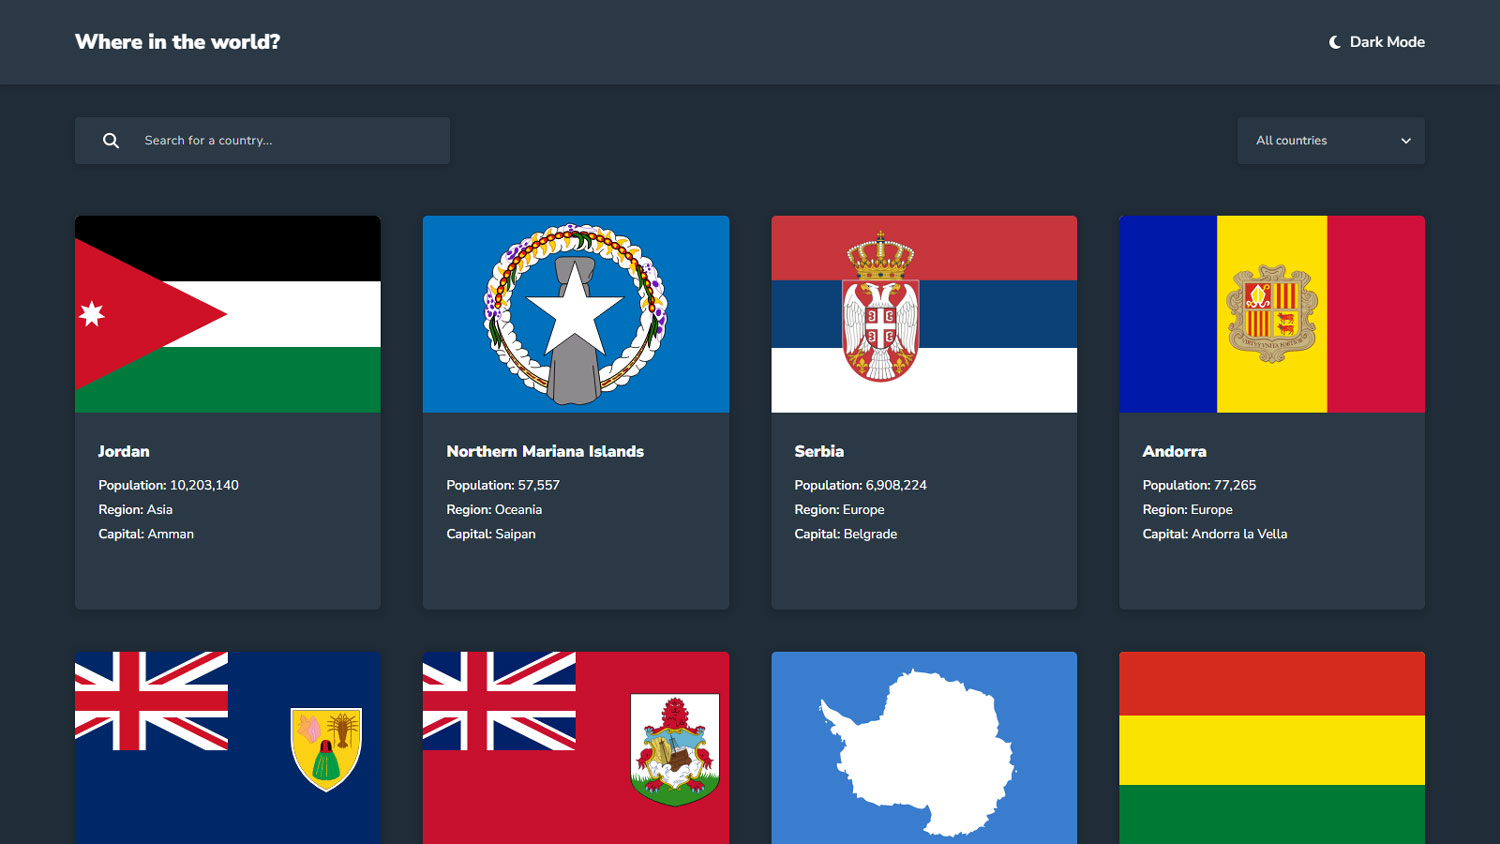 Where in the world?
Dark Mode
Search for a country...
All countries
Jordan
Population: 10,203,140
Region: Asia
Capital: Amman
Northern Mariana Islands
Population: 57,557
Region: Oceania
Capital: Saipan
Serbia
Population: 6,908,224
Region: Europe
Capital: Belgrade
Andorra
Population: 77,265
Region: Europe
Capital: Andorra la Vella